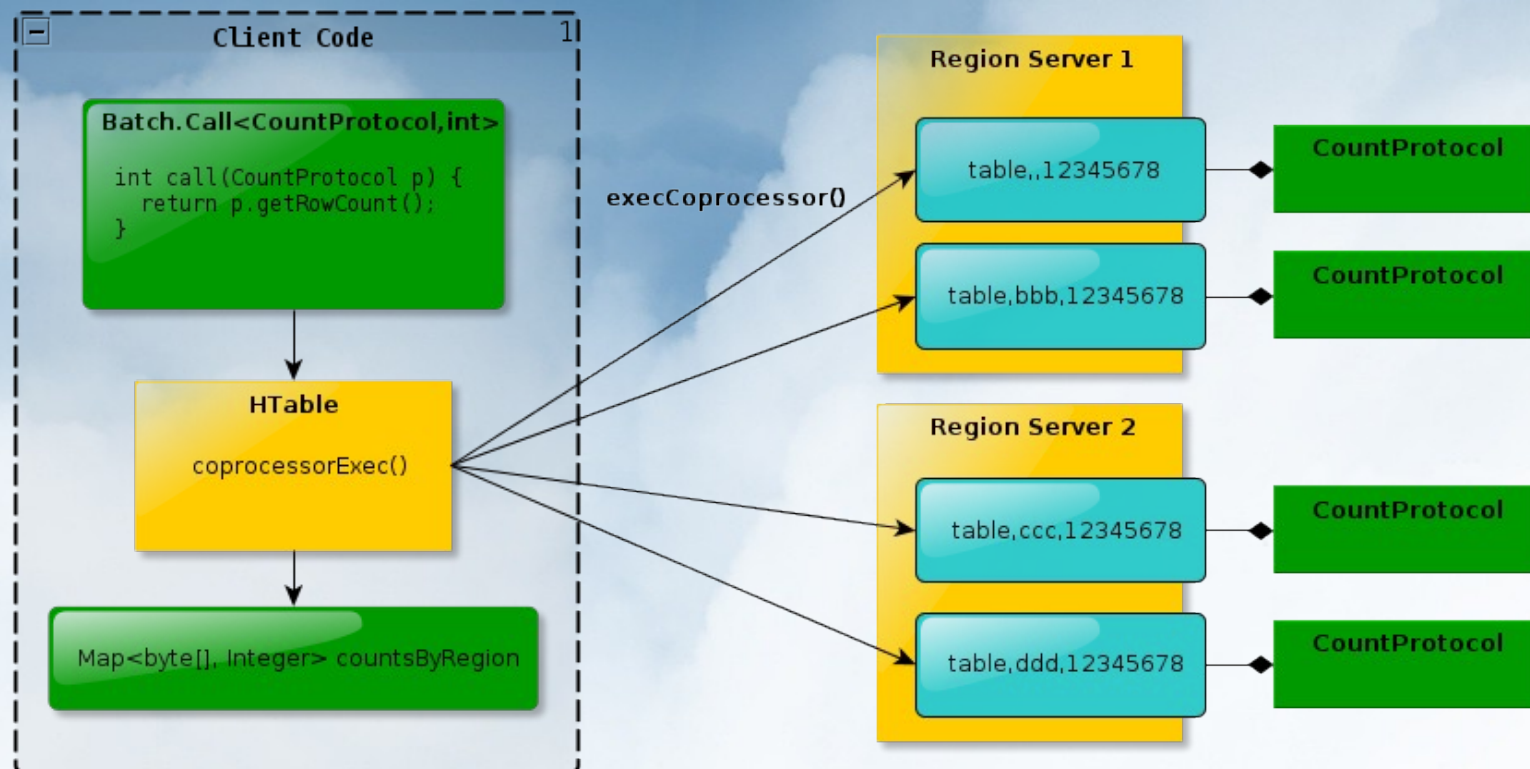 Client Code
1
Batch.Call<CountProtocol,int>
int call(CountProtocol p) {
return p.getRowCount();
}
HTable
coprocessorExec()
Map<byte[], Integer> countsByRegion
execCoprocessor()
Region Server 1
table,,12345678
CountProtocol
table,bbb,12345678
CountProtocol
Region Server 2
table,ccc,12345678
CountProtocol
table,ddd,12345678
CountProtocol